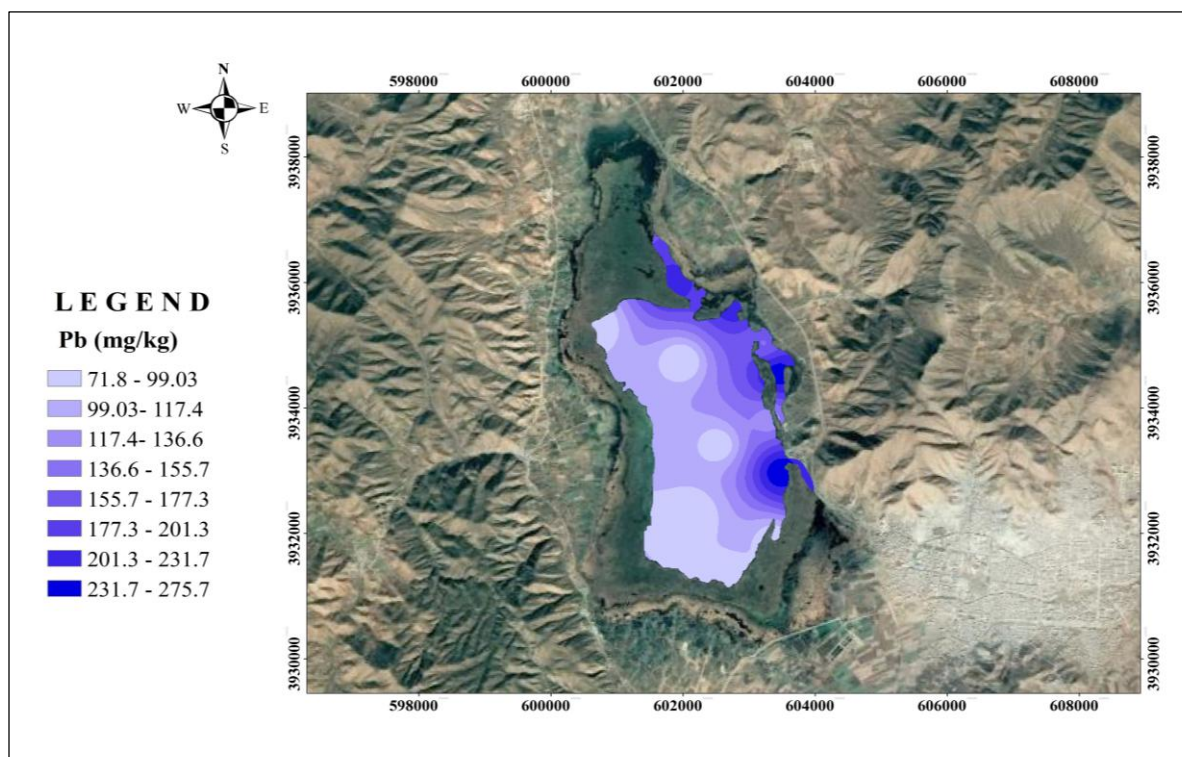 N
W E
S
598000 600000 602000 604000 606000 608000
3938000 3938000
3936000 3936000
3934000 3934000
3932000 3932000
3930000 3930000
598000 600000 602000 604000 606000 608000
L E G E N D
Pb (mg/kg)
71.8 - 99.03
99.03- 117.4
117.4- 136.6
136.6 - 155.7
155.7 - 177.3
177.3 - 201.3
201.3 - 231.7
231.7 - 275.7